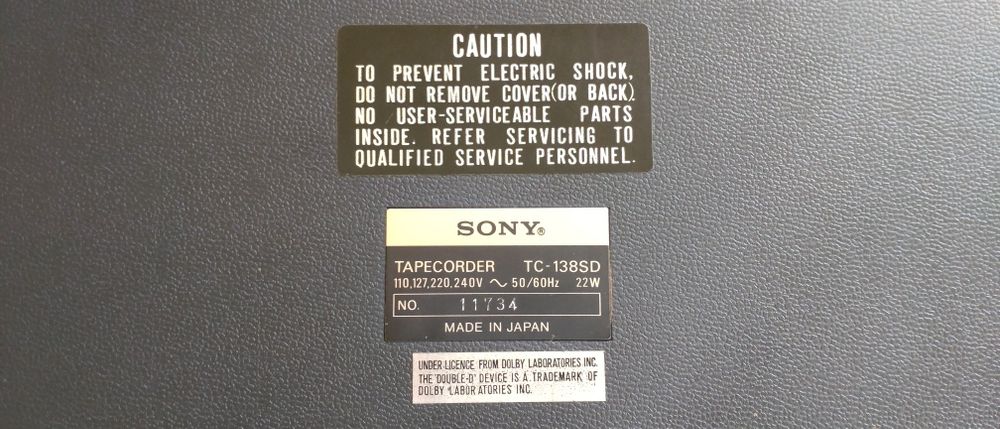 CAUTION
TO PREVENT ELECTRIC SHOCK,
DO NOT REMOVE COVER(OR BACK).
NO USER-SERVICEABLE PARTS
INSIDE. REFER SERVICING TO
QUALIFIED SERVICE PERSONNEL.
SONY®
TAPECORDER TC-138SD
110,127,220,240V ~ 50/60Hz 22W
NO. 11734
MADE IN JAPAN
UNDER LICENCE FROM DOLBY LABORATORIES INC.
THE 'DOUBLE-D' DEVICE IS A TRADEMARK OF
DOLBY LABORATORIES INC.